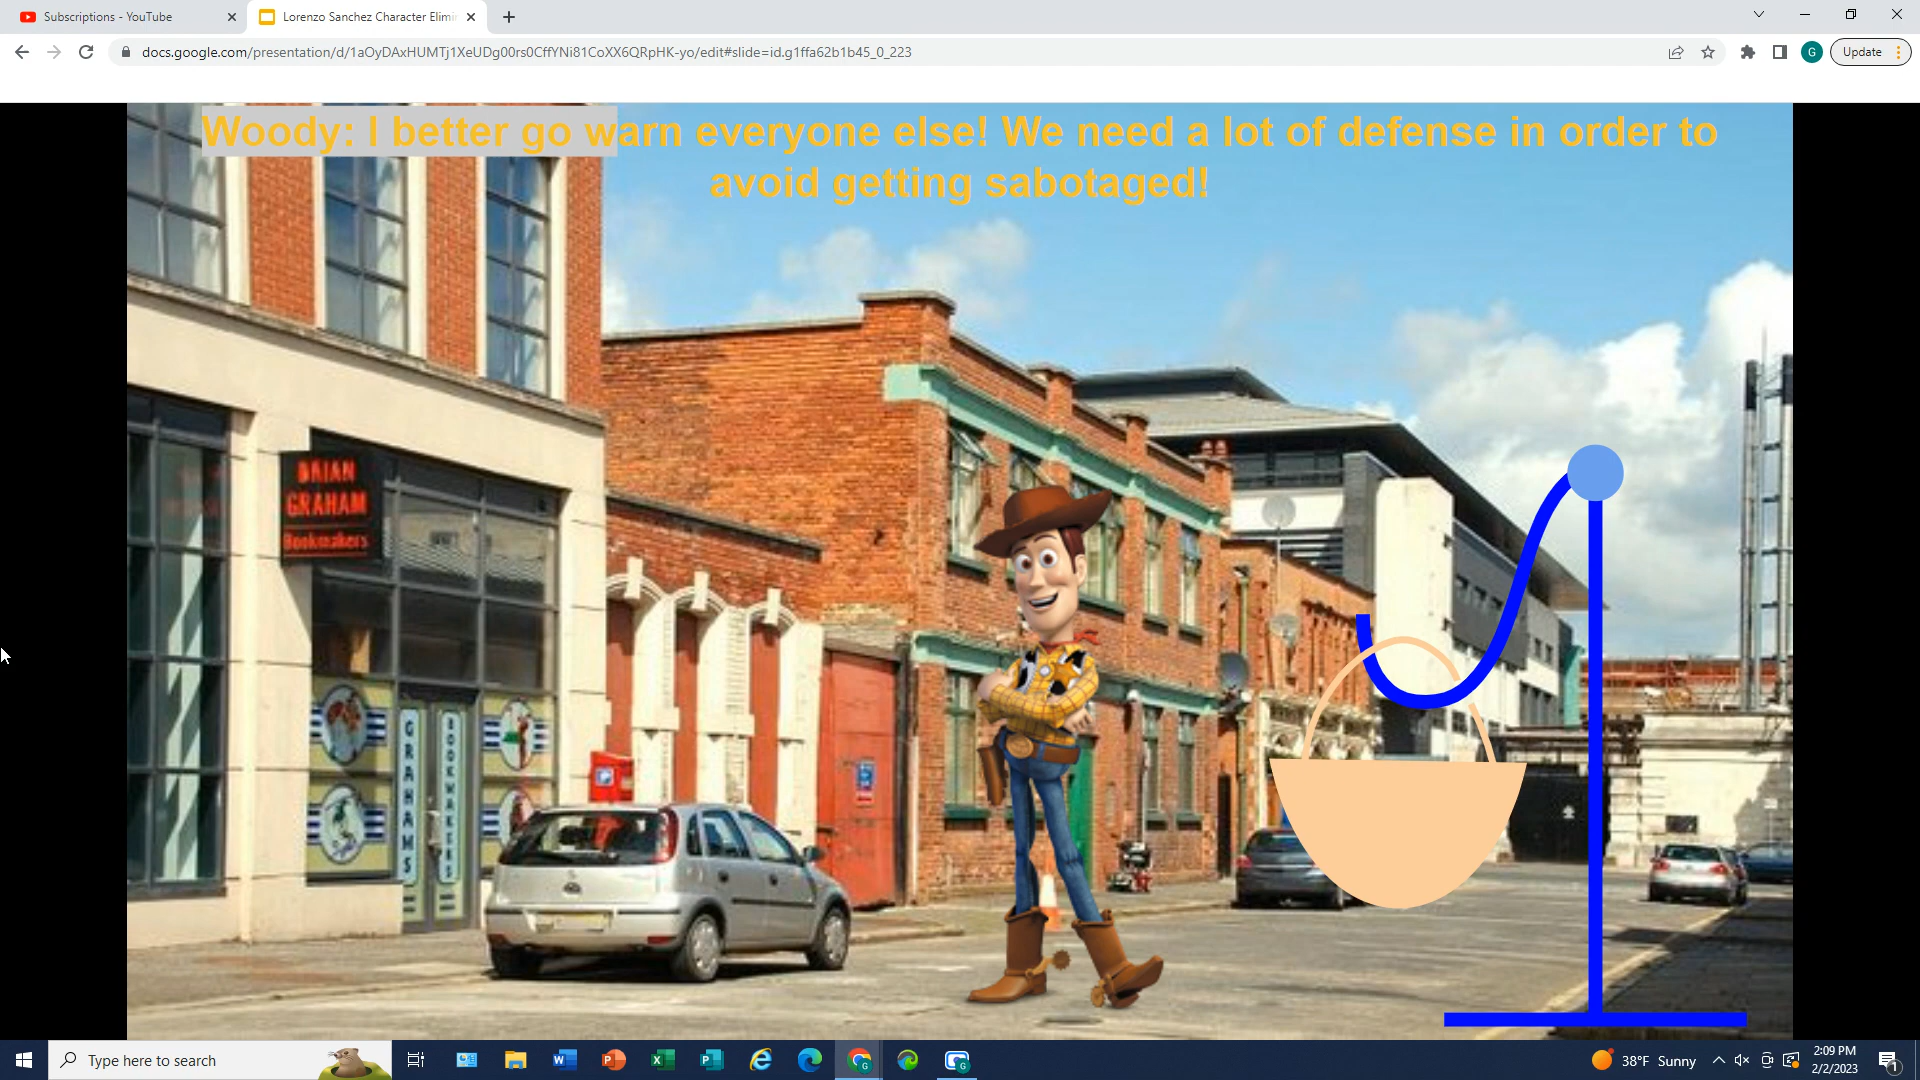 Subscriptions - YouTube
Lorenzo Sanchez Character Elimi
docs.google.com/presentation/d/1aOyDAxHUMTj1XeUDg00rs0CffYNi81CoXX6QRpHK-yo/edit#slide=id.g1ffa62b1b45_0_223
G
Update
Woody: I better go warn everyone else! We need a lot of defense in order to
avoid getting sabotaged!
BRIAN
GRAHAM
Bookmakers
GRAHAMS
BOOKMAKERS
Type here to search
38°F Sunny
2:09 PM
2/2/2023
1